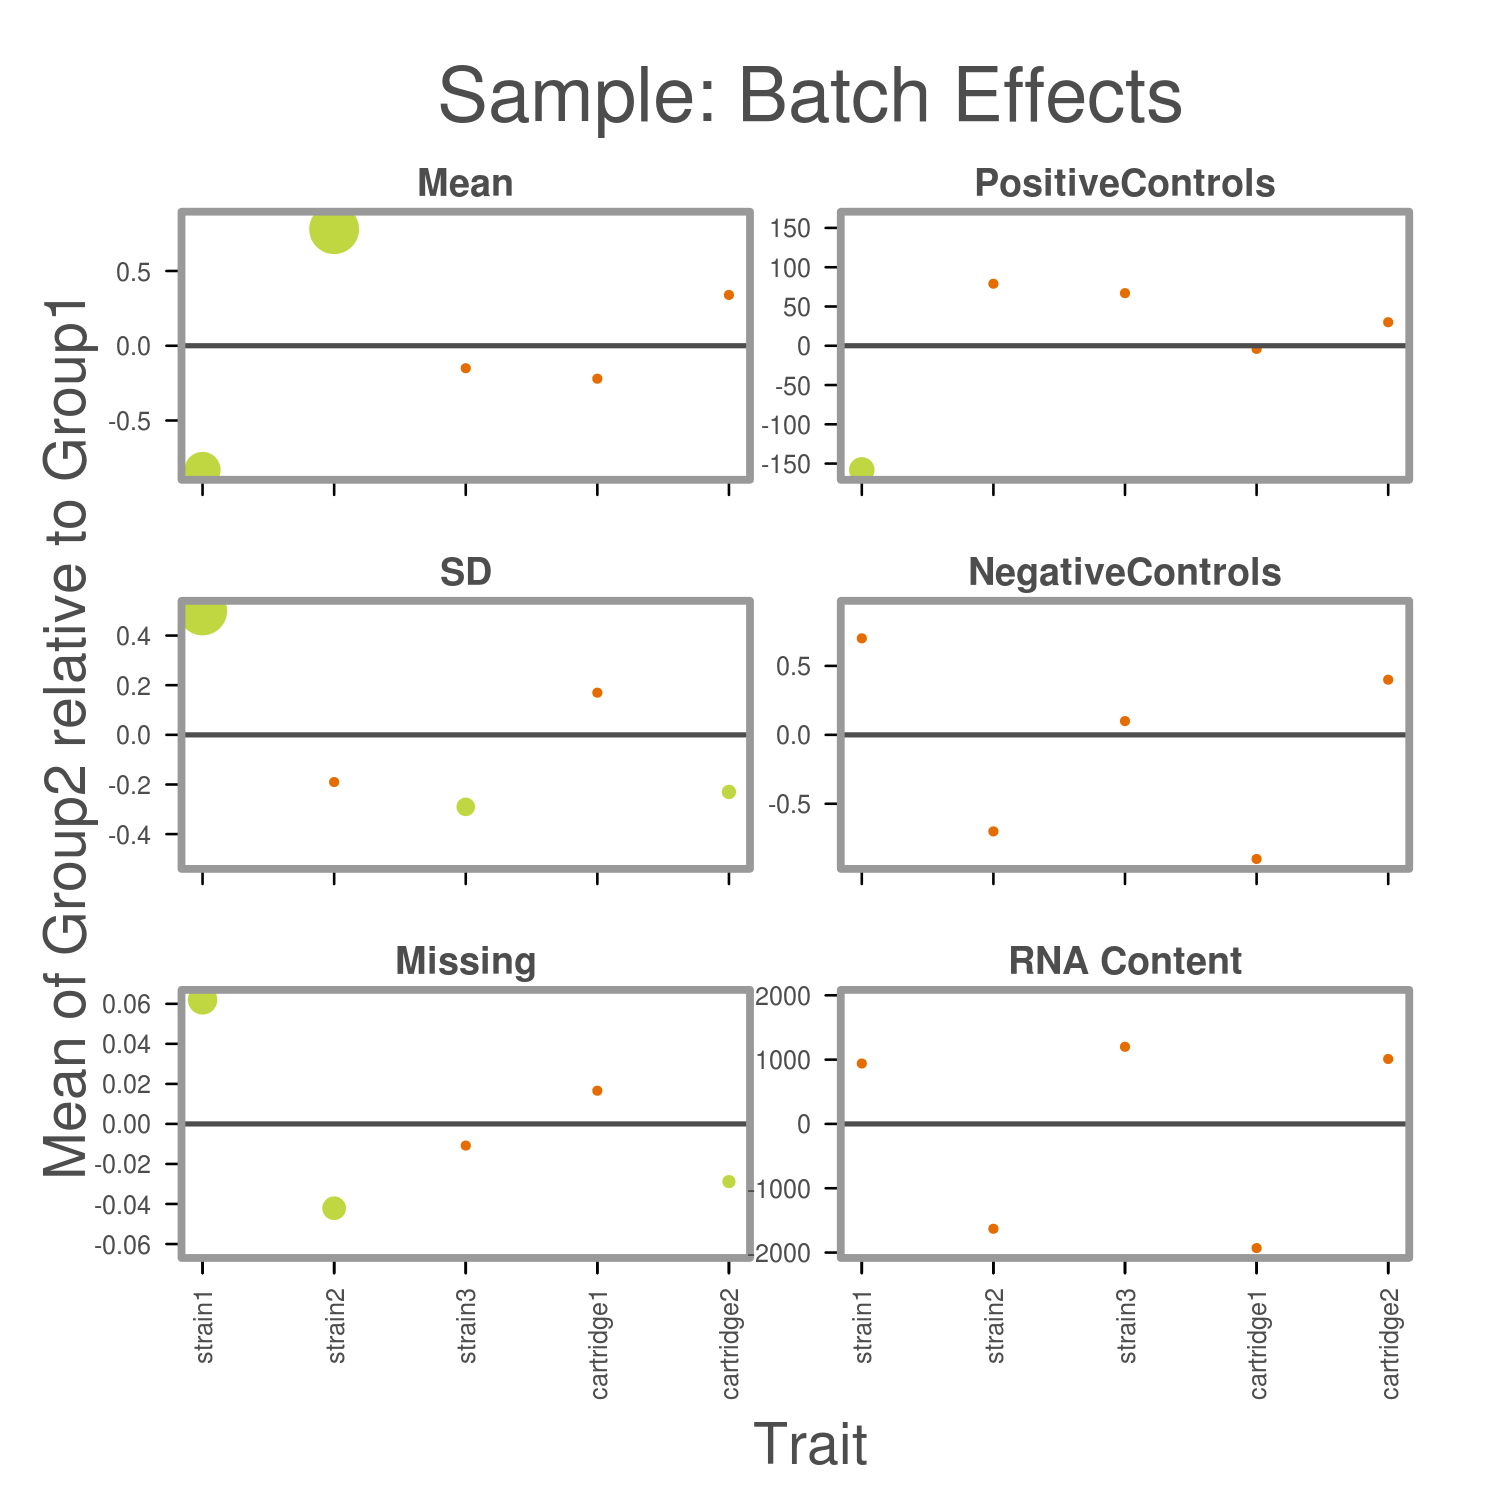 Sample: Batch Effects
Mean
PositiveControls
0.5
0.0
-0.5
150
100
50
0
-50
-100
-150
SD
NegativeControls
0.4
0.2
0.0
-0.2
-0.4
0.5
0.0
-0.5
Missing
RNA Content
0.06
0.04
0.02
0.00
-0.02
-0.04
-0.06
2000
1000
0
-1000
-2000
strain1
strain2
strain3
cartridge1
cartridge2
strain1
strain2
strain3
cartridge1
cartridge2
Mean of Group2 relative to Group1
Trait